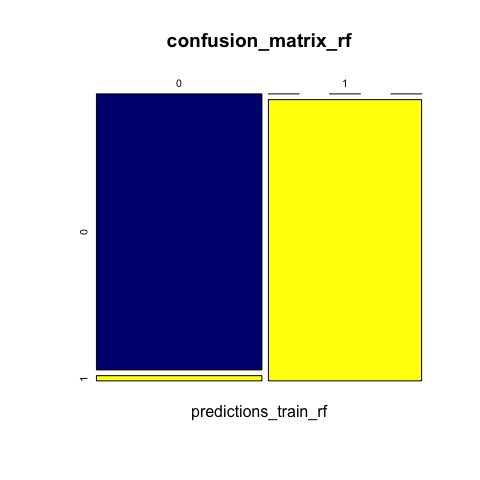 confusion_matrix_rf
0 1
0
1
predictions_train_rf